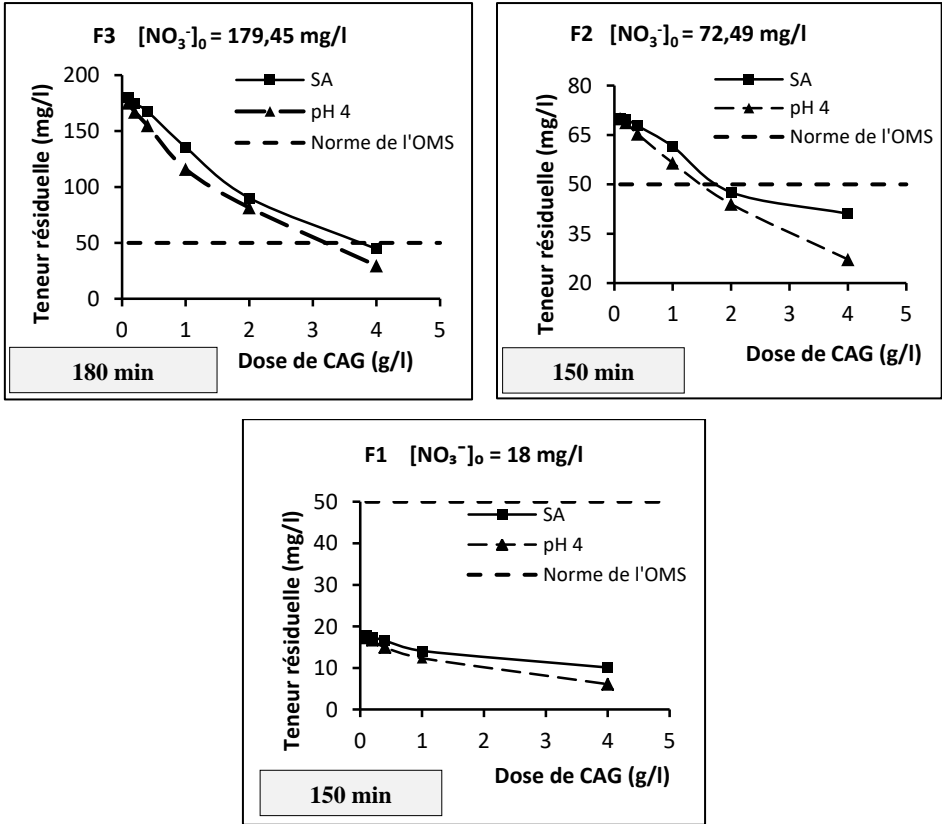 F3 [NO₃⁻]₀ = 179,45 mg/l
Teneur résiduelle (mg/l)
200
150
100
50
0
SA
pH 4
Norme de l'OMS
0 1 2 3 4 5
Dose de CAG (g/l)
180 min
F2 [NO₃⁻]₀ = 72,49 mg/l
Teneur résiduelle (mg/l)
80
65
50
35
20
SA
pH 4
Norme de l'OMS
0 1 2 3 4 5
Dose de CAG (g/l)
150 min
F1 [NO₃⁻]₀ = 18 mg/l
Teneur résiduelle (mg/l)
50
40
30
20
10
0
SA
pH 4
Norme de l'OMS
0 1 2 3 4 5
Dose de CAG (g/l)
150 min